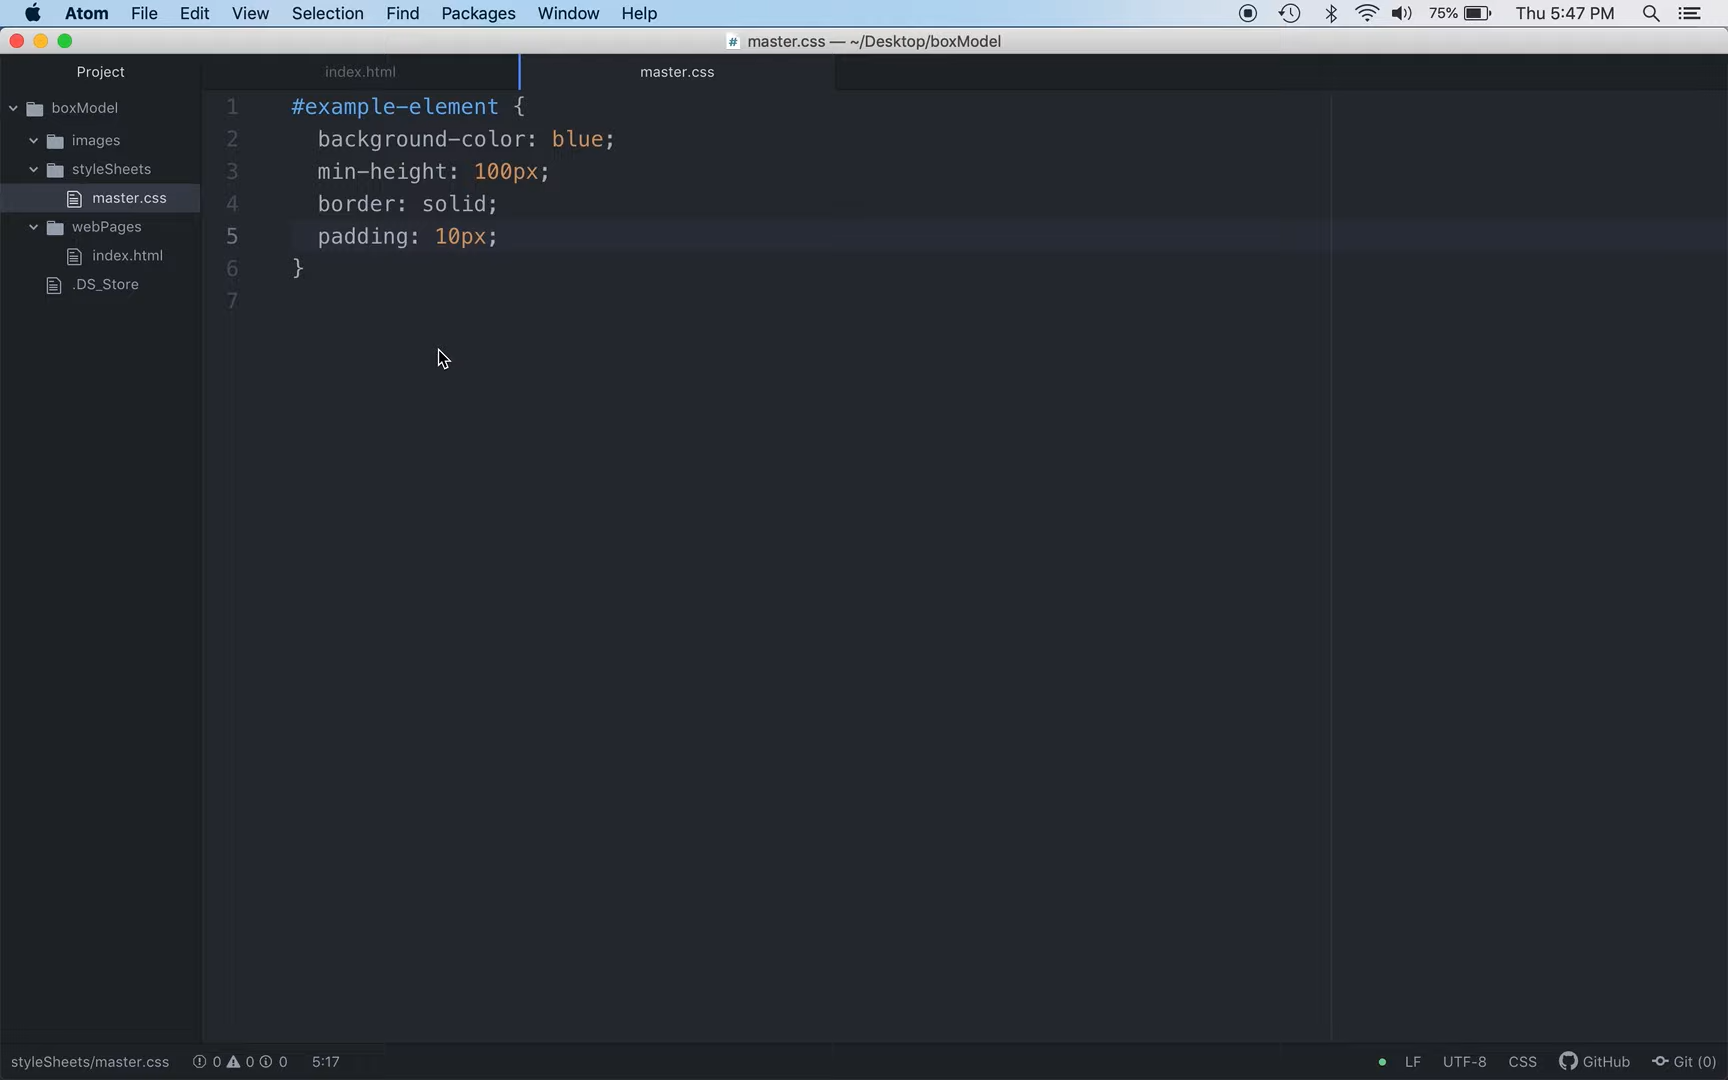 Atom File Edit View Selection Find Packages Window Help 75% Thu 5:47 PM
# master.css — ~/Desktop/boxModel
Project
index.html
master.css
boxModel
images
styleSheets
master.css
webPages
index.html
.DS_Store
1 #example-element {
2 background-color: blue;
3 min-height: 100px;
4 border: solid;
5 padding: 10px;
6 }
7
styleSheets/master.css 0 0 0 5:17 LF UTF-8 CSS GitHub Git (0)